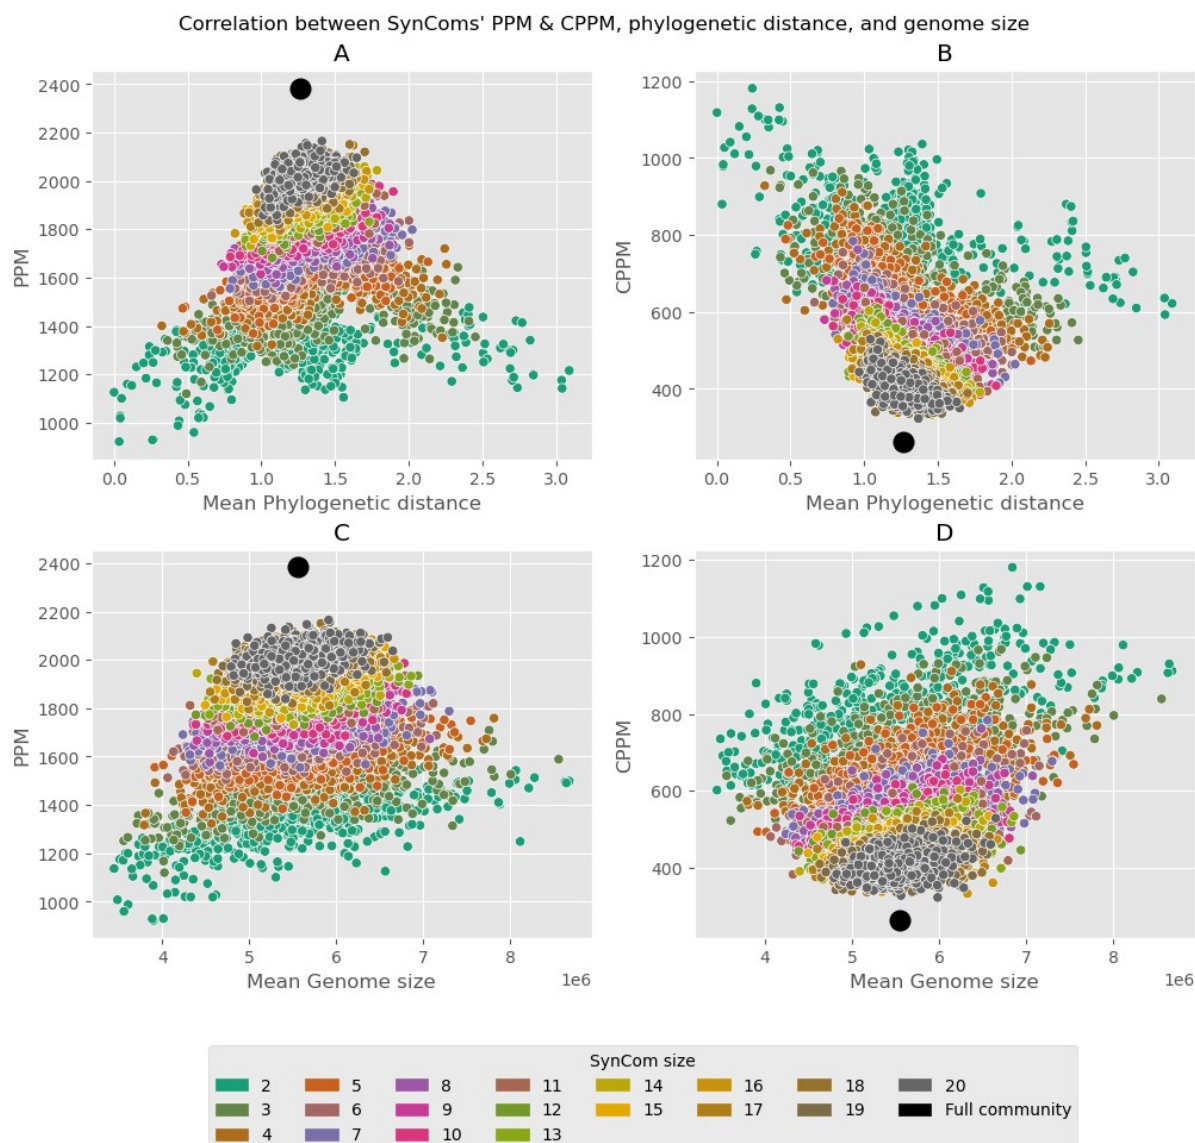 Correlation between SynComs' PPM & CPPM, phylogenetic distance, and genome size
A
2400
2200
2000
1800
1600
1400
1200
1000
PPM
0.0 0.5 1.0 1.5 2.0 2.5 3.0
Mean Phylogenetic distance
B
1200
1000
800
600
400
CPPM
0.0 0.5 1.0 1.5 2.0 2.5 3.0
Mean Phylogenetic distance
C
2400
2200
2000
1800
1600
1400
1200
1000
PPM
4 5 6 7 8
1e6
Mean Genome size
D
1200
1000
800
600
400
CPPM
4 5 6 7 8
1e6
Mean Genome size
SynCom size
2 5 8 11 14 16 18 20
3 6 9 12 15 17 19 Full community
4 7 10 13